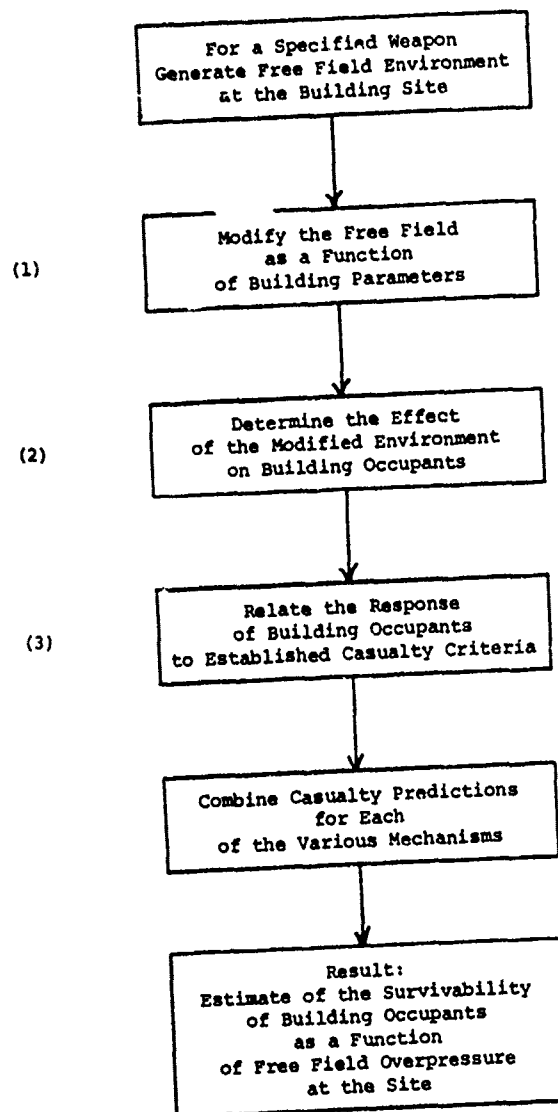 For a Specified Weapon
Generate Free Field Environment
at the Building Site
(1)
Modify the Free Field
as a Function
of Building Parameters
(2)
Determine the Effect
of the Modified Environment
on Building Occupants
(3)
Relate the Response
of Building Occupants
to Established Casualty Criteria
Combine Casualty Predictions
for Each
of the Various Mechanisms
Result:
Estimate of the Survivability
of Building Occupants
as a Function
of Free Field Overpressure
at the Site